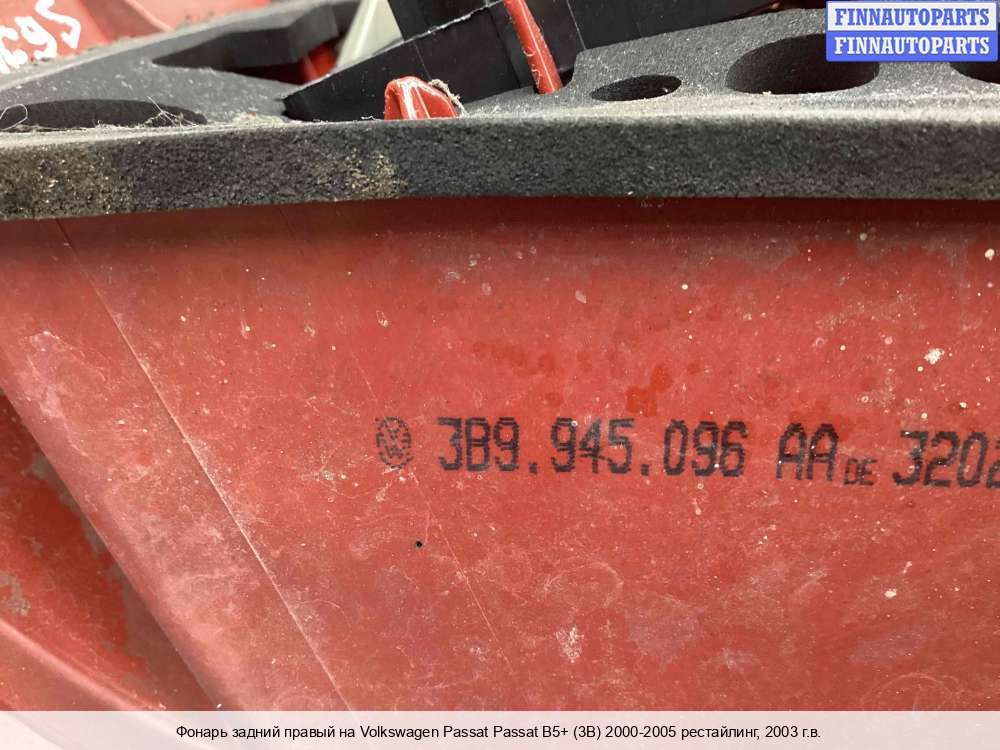 FINNAUTOPARTS
FINNAUTOPARTS
695
3B9.945.096 AA DE
Фонарь задний правый на Volkswagen Passat Passat B5+ (3B) 2000-2005 рестайлинг, 2003 г.в.